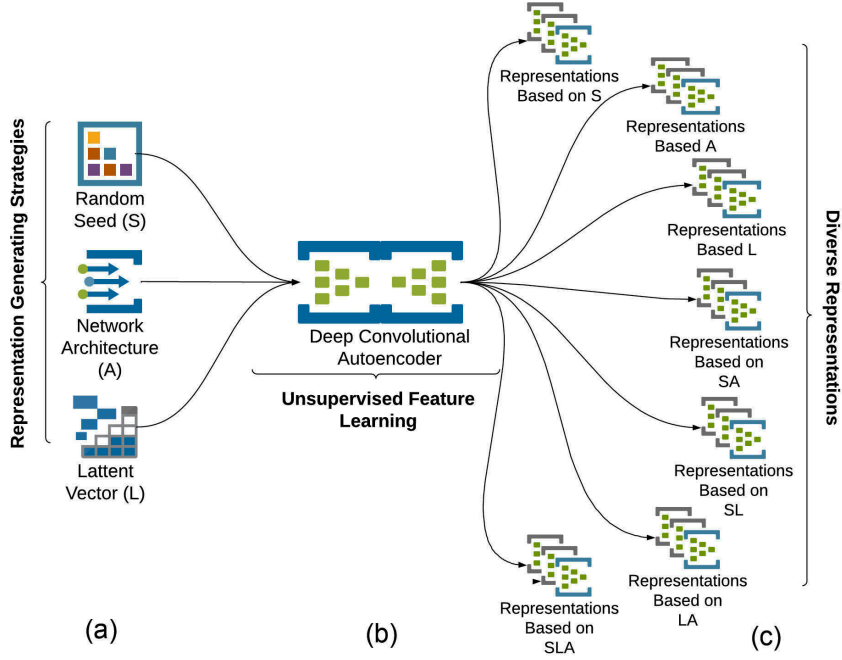 Representation Generating Strategies
Random
Seed (S)
Network
Architecture
(A)
Lattent
Vector (L)
(a)
Deep Convolutional
Autoencoder
Unsupervised Feature
Learning
(b)
Representations
Based on S
Representations
Based A
Representations
Based L
Representations
Based on
SA
Representations
Based on
SL
Representations
Based on
LA
Representations
Based on
SLA
Diverse Representations
(c)